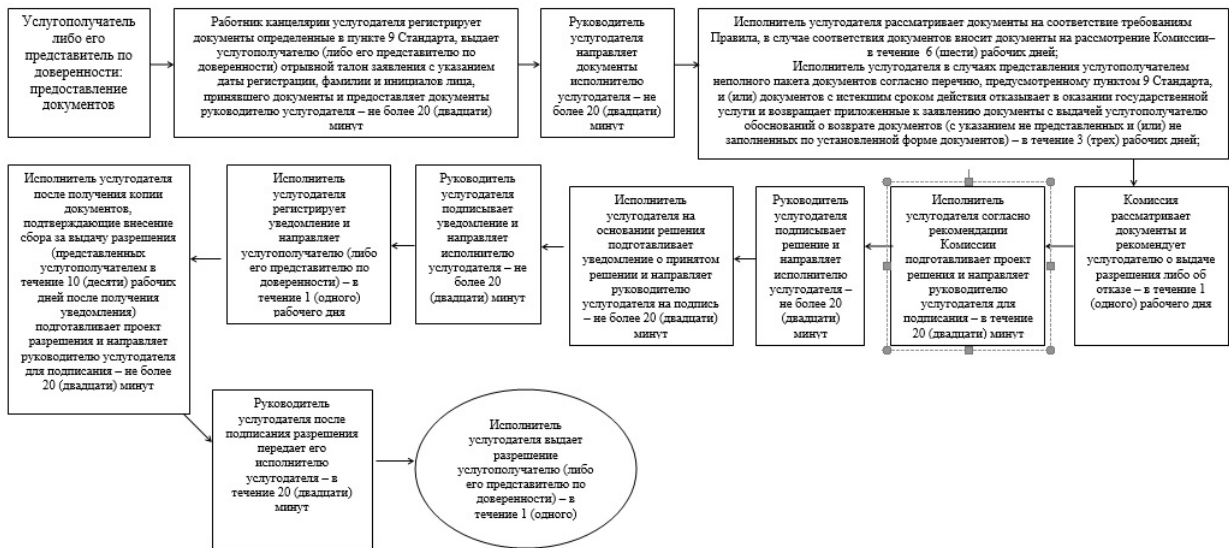 Услугополучатель
либо его
представитель по
доверенности:
предоставление
документов
Работник канцелярии услугодателя регистрирует
документы определенные в пункте 9 Стандарта, выдает
услугополучателю (либо его представителю по
доверенности) отрывной талон заявления с указанием
даты регистрации, фамилии и инициалов лица,
принявшего документы и предоставляет документы
руководителю услугодателя – не более 20 (двадцати)
минут
Руководитель
услугодателя
направляет
документы
исполнителю
услугодателя – не
более 20 (двадцати)
минут
Исполнитель услугодателя рассматривает документы на соответствие требованиям
Правила, в случае соответствия документов вносит документы на рассмотрение Комиссии–
в течение 6 (шести) рабочих дней;
Исполнитель услугодателя в случаях представления услугополучателем
неполного пакета документов согласно перечню, предусмотренному пунктом 9 Стандарта,
и (или) документов с истекшим сроком действия отказывает в оказании государственной
услуги и возвращает приложенные к заявлению документы с выдачей услугополучателю
обоснований о возврате документов (с указанием не представленных и (или) не
заполненных по установленной форме документов) – в течение 3 (трех) рабочих дней;
Комиссия
рассматривает
документы и
рекомендует
услугодателю о выдаче
разрешения либо об
отказе – в течение 1
(одного) рабочего дня
Исполнитель
услугодателя согласно
рекомендации
Комиссии
подготавливает проект
решения и направляет
руководителю
услугодателя для
подписания – в течение
20 (двадцати) минут
Руководитель
услугодателя
подписывает
решение и
направляет
исполнителю
услугодателя –
не более 20
(двадцати)
минут
Исполнитель
услугодателя на
основании решения
подготавливает
уведомление о принятом
решении и направляет
руководителю
услугодателя на подпись
– не более 20 (двадцати)
минут
Руководитель
услугодателя
подписывает
уведомление и
направляет
исполнителю
услугодателя – не
более 20
(двадцати) минут
Исполнитель
услугодателя
регистрирует
уведомление и
направляет
услугополучателю (либо
его представителю по
доверенности) – в
течение 1 (одного)
рабочего дня
Исполнитель услугодателя
после получения копии
документов,
подтверждающие внесение
сбора за выдачу разрешения
(представленных
услугополучателем в
течение 10 (десяти) рабочих
дней после получения
уведомления)
подготавливает проект
разрешения и направляет
руководителю услугодателя
для подписания – не более
20 (двадцати) минут
Руководитель
услугодателя после
подписания разрешения
передает его
исполнителю
услугодателя – в
течение 20 (двадцати)
минут
Исполнитель
услугодателя выдает
разрешение
услугополучателю (либо
его представителю по
доверенности) – в
течение 1 (одного)